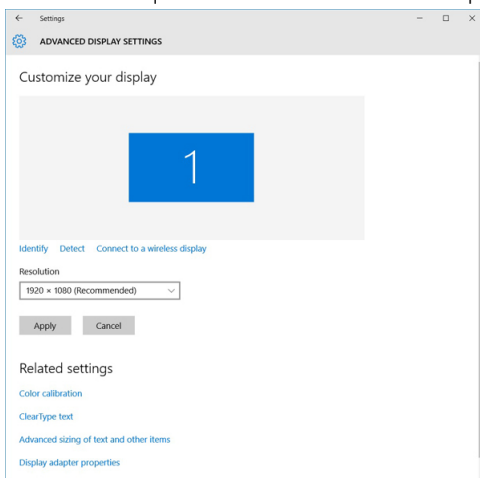 Settings
ADVANCED DISPLAY SETTINGS
Customize your display
1
Identify Detect Connect to a wireless display
Resolution
1920 × 1080 (Recommended)
Apply Cancel
Related settings
Color calibration
ClearType text
Advanced sizing of text and other items
Display adapter properties